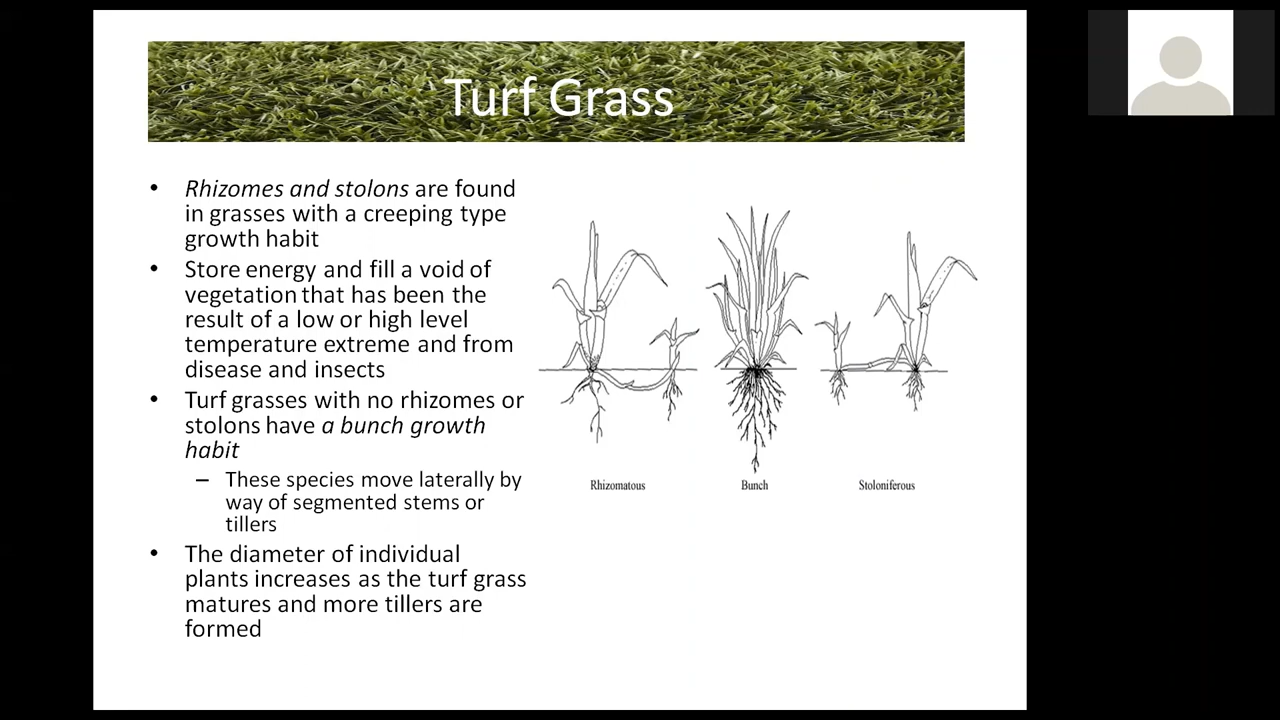 Turf Grass
• Rhizomes and stolons are found
in grasses with a creeping type
growth habit
• Store energy and fill a void of
vegetation that has been the
result of a low or high level
temperature extreme and from
disease and insects
• Turf grasses with no rhizomes or
stolons have a bunch growth
habit
– These species move laterally by
way of segmented stems or
tillers
• The diameter of individual
plants increases as the turf grass
matures and more tillers are
formed
Rhizomatous
Bunch
Stoloniferous